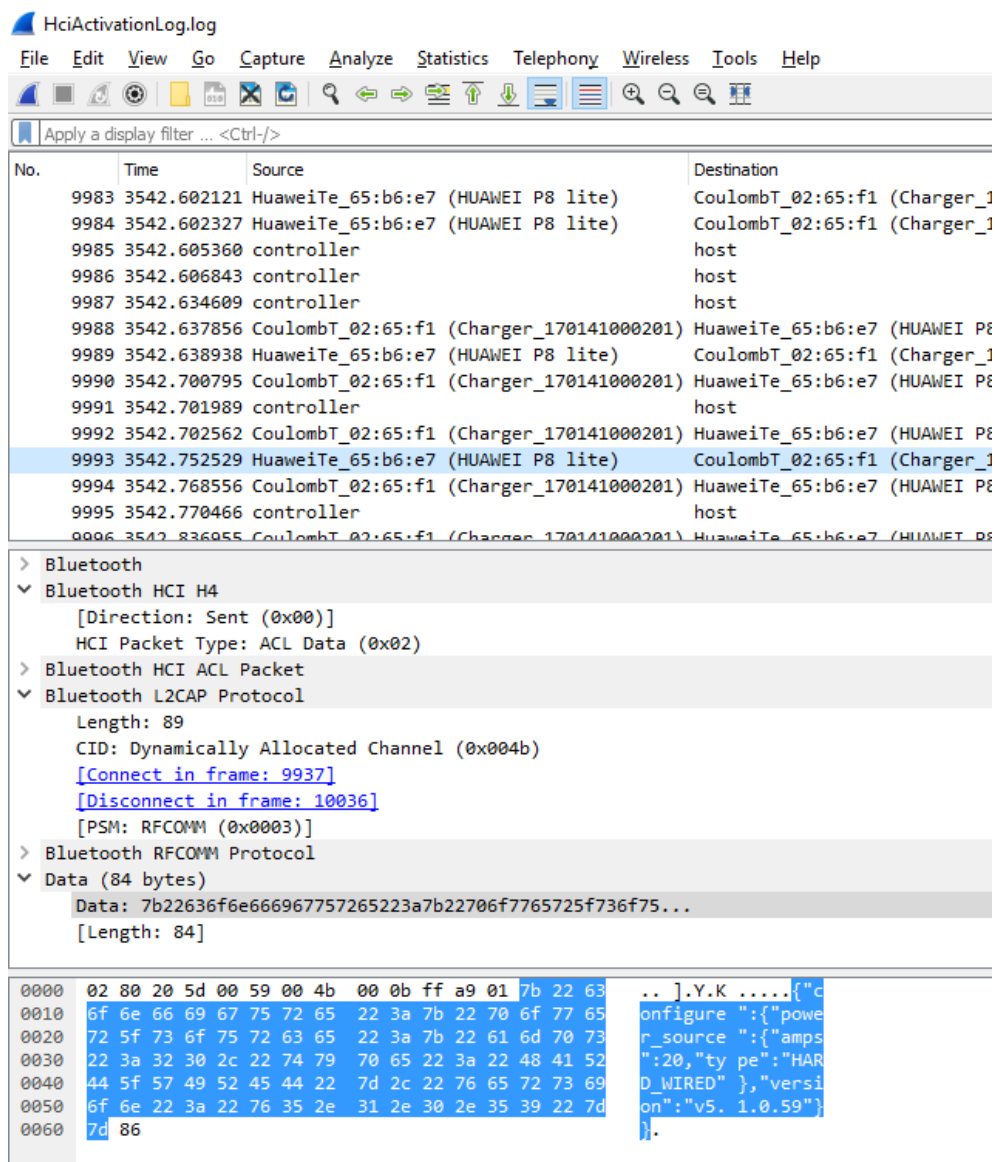 HciActivationLog.log
File Edit View Go Capture Analyze Statistics Telephony Wireless Tools Help
Apply a display filter ... <Ctrl-/>
No. Time Source Destination
9983 3542.602121 HuaweiTe_65:b6:e7 (HUAWEI P8 lite) CoulombT_02:65:f1 (Charger_1
9984 3542.602327 HuaweiTe_65:b6:e7 (HUAWEI P8 lite) CoulombT_02:65:f1 (Charger_1
9985 3542.605360 controller host
9986 3542.606843 controller host
9987 3542.634609 controller host
9988 3542.637856 CoulombT_02:65:f1 (Charger_170141000201) HuaweiTe_65:b6:e7 (HUAWEI P8
9989 3542.638938 HuaweiTe_65:b6:e7 (HUAWEI P8 lite) CoulombT_02:65:f1 (Charger_1
9990 3542.700795 CoulombT_02:65:f1 (Charger_170141000201) HuaweiTe_65:b6:e7 (HUAWEI P8
9991 3542.701989 controller host
9992 3542.702562 CoulombT_02:65:f1 (Charger_170141000201) HuaweiTe_65:b6:e7 (HUAWEI P8
9993 3542.752529 HuaweiTe_65:b6:e7 (HUAWEI P8 lite) CoulombT_02:65:f1 (Charger_1
9994 3542.768556 CoulombT_02:65:f1 (Charger_170141000201) HuaweiTe_65:b6:e7 (HUAWEI P8
9995 3542.770466 controller host
9996 3542.836955 CoulombT_02:65:f1 (Charger_170141000201) HuaweiTe_65:b6:e7 (HUAWEI P8
Bluetooth
Bluetooth HCI H4
[Direction: Sent (0x00)]
HCI Packet Type: ACL Data (0x02)
Bluetooth HCI ACL Packet
Bluetooth L2CAP Protocol
Length: 89
CID: Dynamically Allocated Channel (0x004b)
[Connect in frame: 9937]
[Disconnect in frame: 10036]
[PSM: RFCOMM (0x0003)]
Bluetooth RFCOMM Protocol
Data (84 bytes)
Data: 7b22636f6e666967757265223a7b22706f7765725f736f75...
[Length: 84]
0000 02 80 20 5d 00 59 00 4b 00 0b ff a9 01 7b 22 63 .. ].Y.K .....{"c
0010 6f 6e 66 69 67 75 72 65 22 3a 7b 22 70 6f 77 65 onfigure ":{"powe
0020 72 5f 73 6f 75 72 63 65 22 3a 7b 22 61 6d 70 73 r_source ":{"amps
0030 22 3a 32 30 2c 22 74 79 70 65 22 3a 22 48 41 52 ":20,"ty pe":"HAR
0040 44 5f 57 49 52 45 44 22 7d 2c 22 76 65 72 73 69 D_WIRED" },"versi
0050 6f 6e 22 3a 22 76 35 2e 31 2e 30 2e 35 39 22 7d on":"v5. 1.0.59"}
0060 7d 86 }.